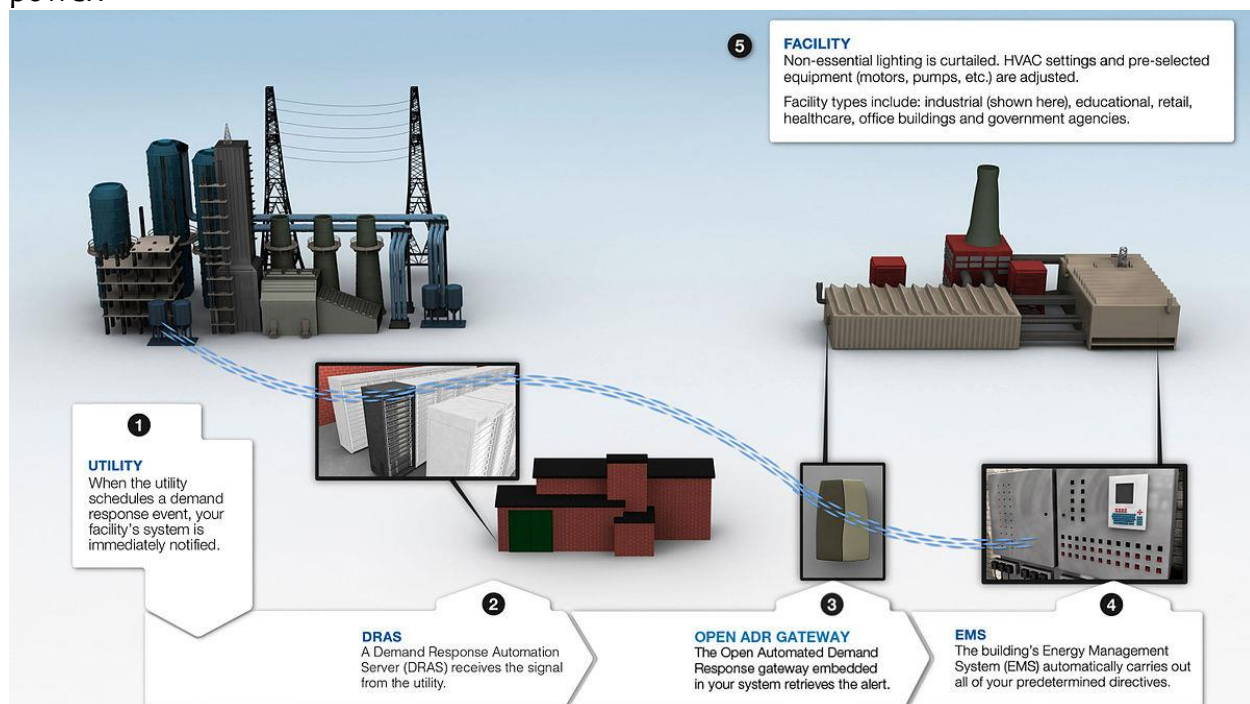 power.
1
UTILITY
When the utility
schedules a demand
response event, your
facility's system is
immediately notified.
2
DRAS
A Demand Response Automation
Server (DRAS) receives the signal
from the utility.
3
OPEN ADR GATEWAY
The Open Automated Demand
Response gateway embedded
in your system retrieves the alert.
4
EMS
The building's Energy Management
System (EMS) automatically carries out
all of your predetermined directives.
5
FACILITY
Non-essential lighting is curtailed. HVAC settings and pre-selected
equipment (motors, pumps, etc.) are adjusted.
Facility types include: industrial (shown here), educational, retail,
healthcare, office buildings and government agencies.